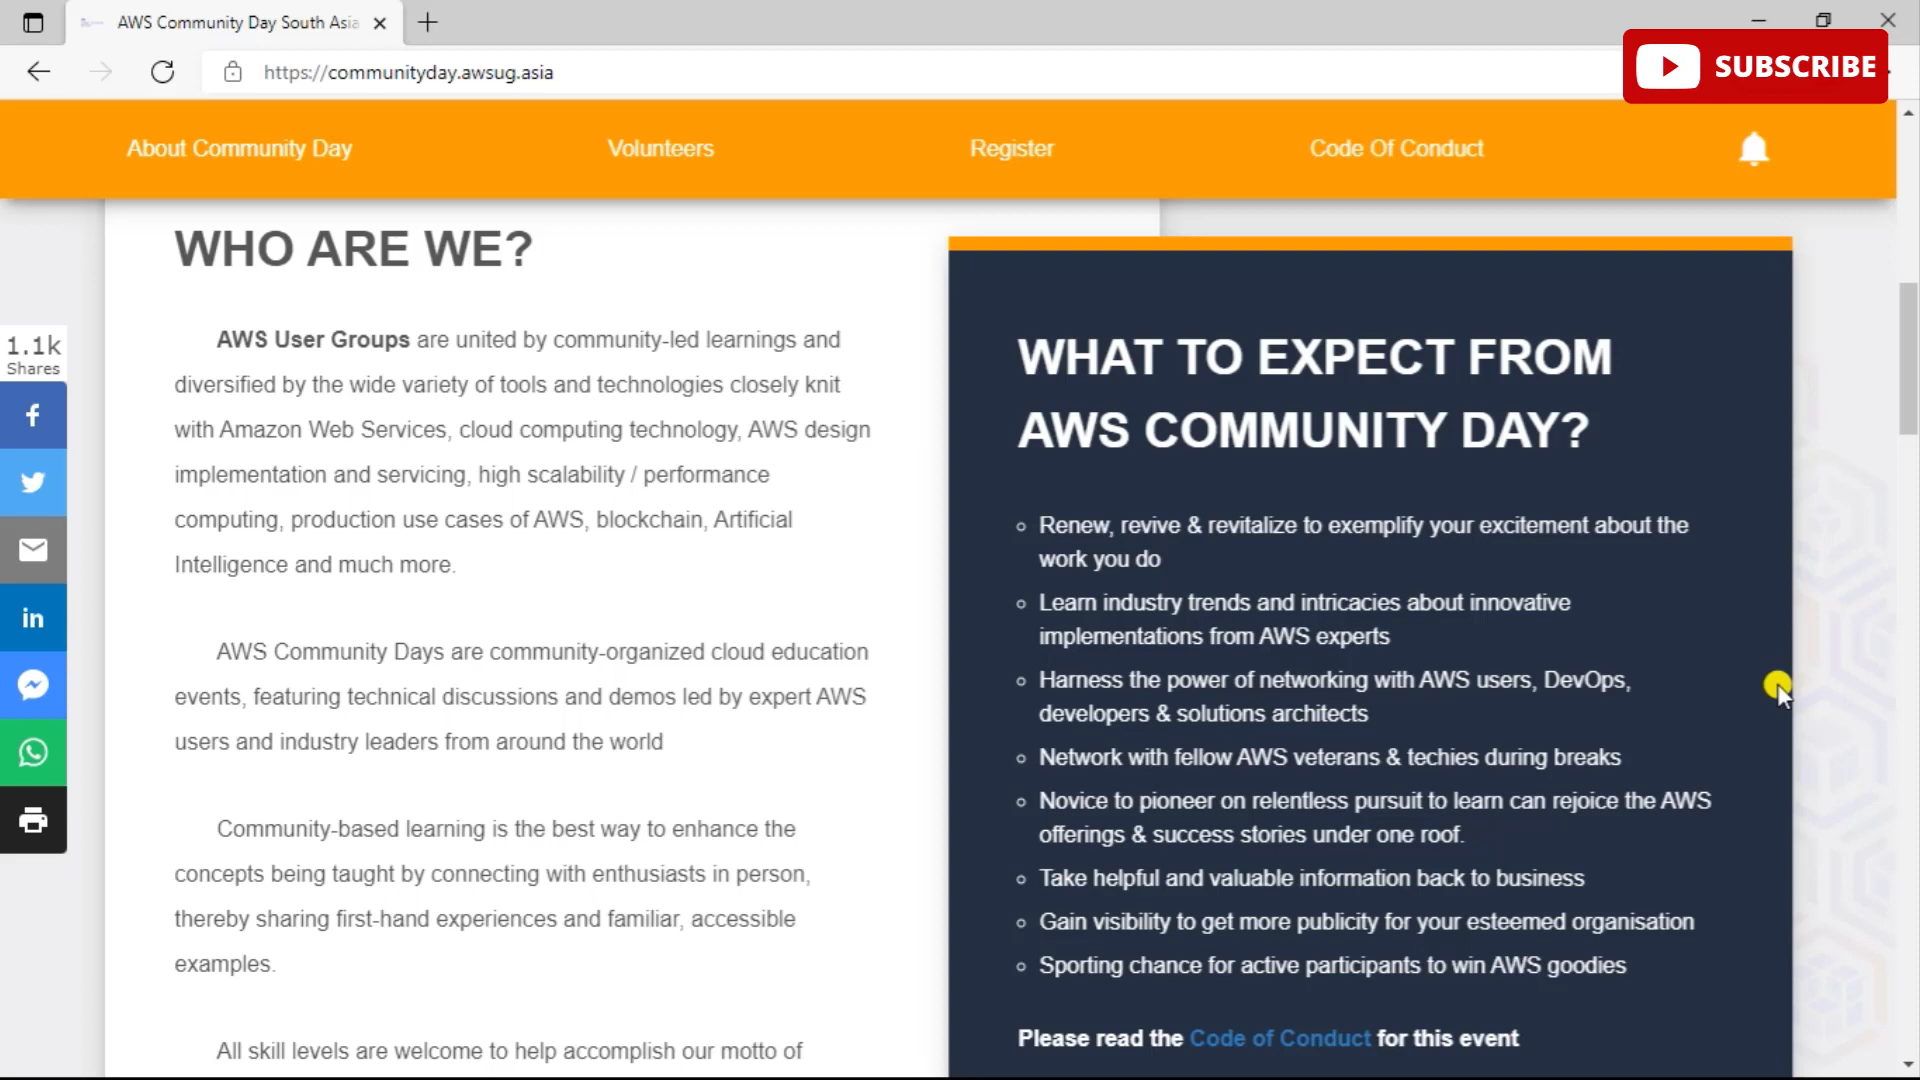 AWS Community Day South Asia
https://communityday.awsug.asia
SUBSCRIBE
About Community Day
Volunteers
Register
Code Of Conduct
WHO ARE WE?
AWS User Groups are united by community-led learnings and
diversified by the wide variety of tools and technologies closely knit
with Amazon Web Services, cloud computing technology, AWS design
implementation and servicing, high scalability / performance
computing, production use cases of AWS, blockchain, Artificial
Intelligence and much more.
AWS Community Days are community-organized cloud education
events, featuring technical discussions and demos led by expert AWS
users and industry leaders from around the world
Community-based learning is the best way to enhance the
concepts being taught by connecting with enthusiasts in person,
thereby sharing first-hand experiences and familiar, accessible
examples.
All skill levels are welcome to help accomplish our motto of
1.1k
Shares
WHAT TO EXPECT FROM
AWS COMMUNITY DAY?
Renew, revive & revitalize to exemplify your excitement about the
work you do
Learn industry trends and intricacies about innovative
implementations from AWS experts
Harness the power of networking with AWS users, DevOps,
developers & solutions architects
Network with fellow AWS veterans & techies during breaks
Novice to pioneer on relentless pursuit to learn can rejoice the AWS
offerings & success stories under one roof.
Take helpful and valuable information back to business
Gain visibility to get more publicity for your esteemed organisation
Sporting chance for active participants to win AWS goodies
Please read the Code of Conduct for this event